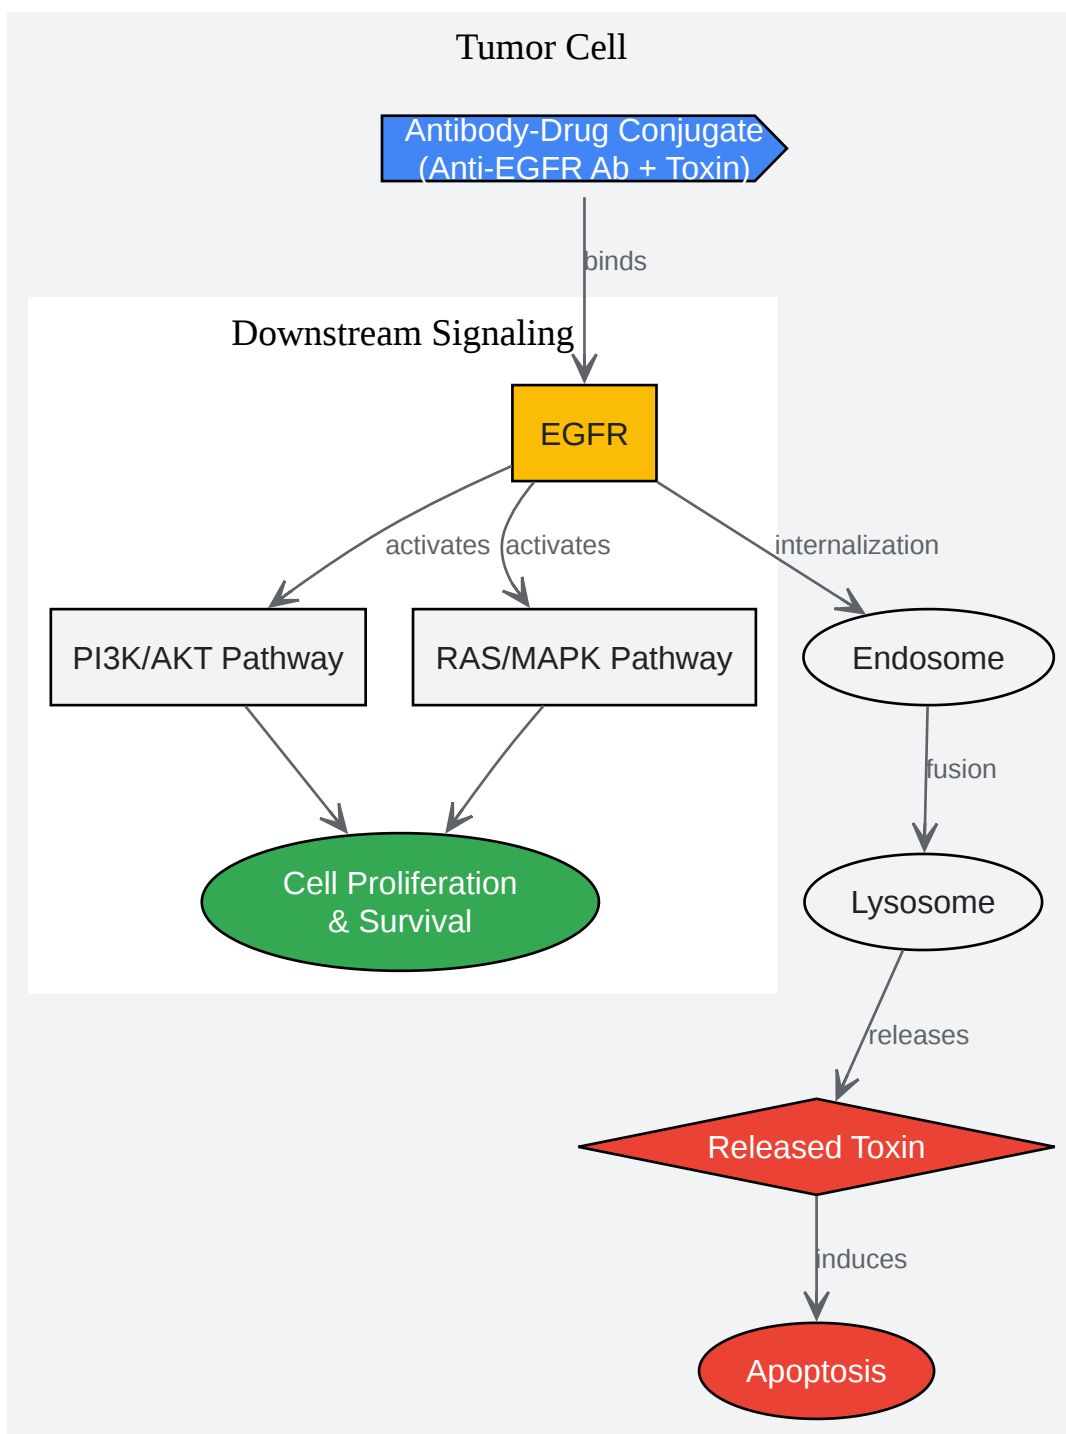 Tumor Cell
Antibody-Drug Conjugate
(Anti-EGFR Ab + Toxin)
binds
Downstream Signaling
EGFR
activates
activates
internalization
PI3K/AKT Pathway
RAS/MAPK Pathway
Endosome
fusion
Cell Proliferation
& Survival
Lysosome
releases
Released Toxin
induces
Apoptosis